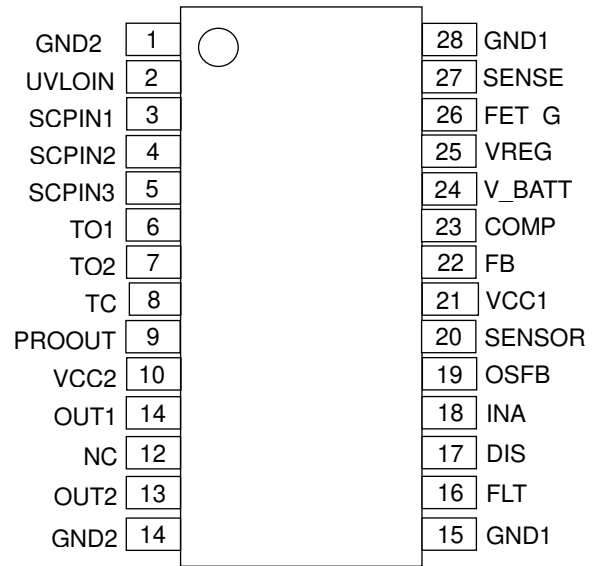 GND2 1 28 GND1
UVLOIN 2 27 SENSE
SCPIN1 3 26 FET G
SCPIN2 4 25 VREG
SCPIN3 5 24 V_BATT
TO1 6 23 COMP
TO2 7 22 FB
TC 8 21 VCC1
PROOUT 9 20 SENSOR
VCC2 10 19 OSFB
OUT1 14 18 INA
NC 12 17 DIS
OUT2 13 16 FLT
GND2 14 15 GND1